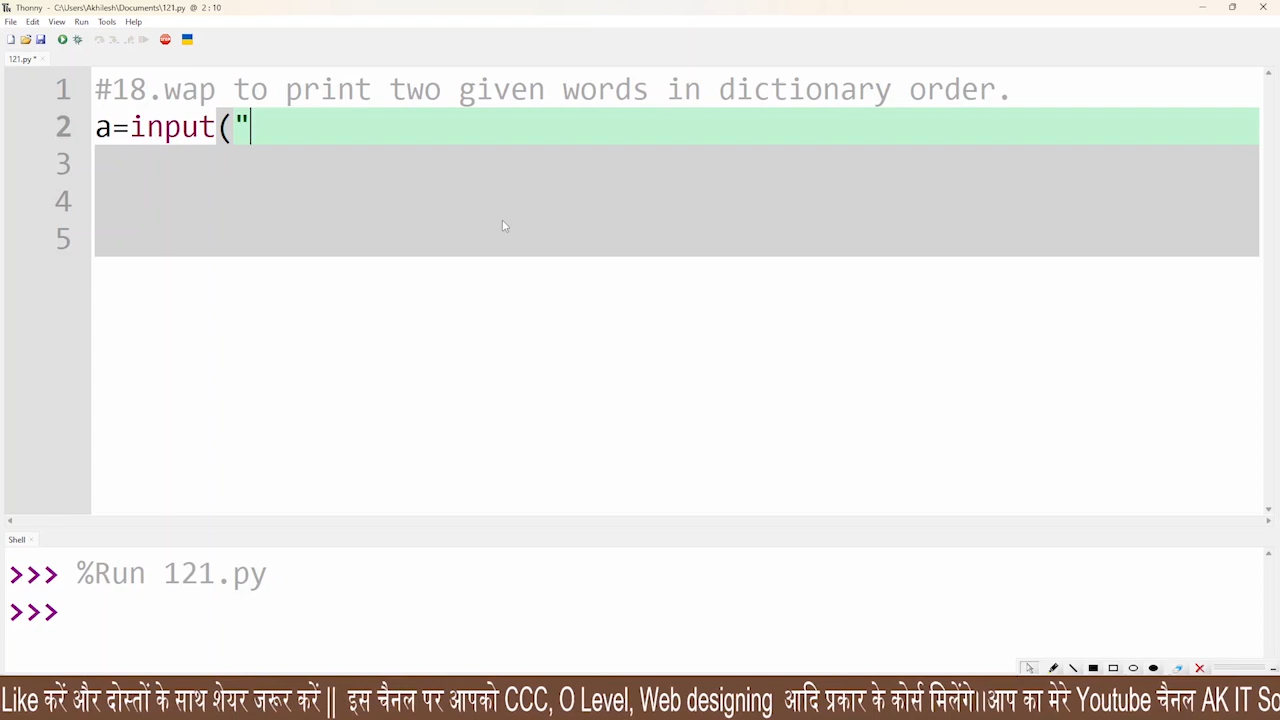 Thonny - C:\Users\Akhilesh\Documents\121.py @ 2 : 10
File Edit View Run Tools Help
121.py *
1 #18.wap to print two given words in dictionary order.
2 a=input("
3
4
5
Shell
>>> %Run 121.py
>>>
Like करें और दोस्तों के साथ शेयर जरूर करें || इस चैनल पर आपको CCC, O Level, Web designing आदि प्रकार के कोर्स मिलेंगे।।आप का मेरे Youtube चैनल AK IT So